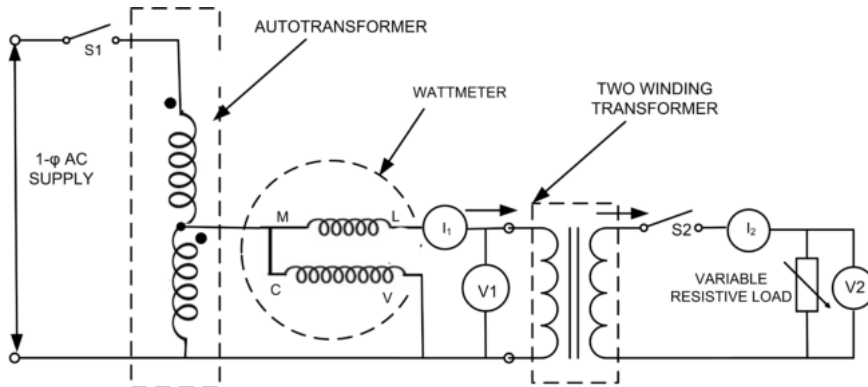 AUTOTRANSFORMER
S1
WATTMETER
TWO WINDING
TRANSFORMER
1-φ AC
SUPPLY
M
L
I₁
S2
I₂
C
V
V1
VARIABLE
RESISTIVE LOAD
V2